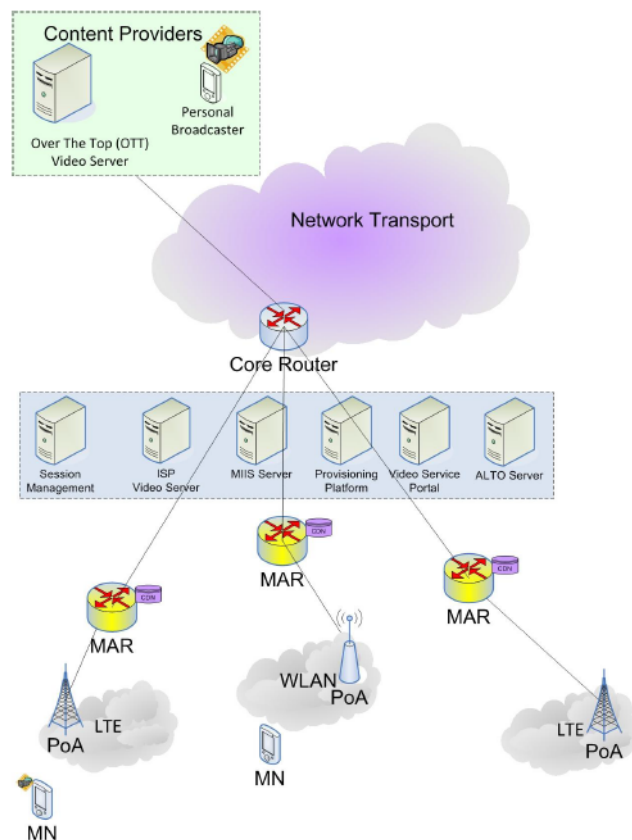 Content Providers
Over The Top (OTT)
Video Server
Personal
Broadcaster
Network Transport
Core Router
Session
Management
ISP
Video Server
MIIS Server
Provisioning
Platform
Video Service
Portal
ALTO Server
CDN
MAR
CDN
MAR
CDN
MAR
LTE
PoA
WLAN
PoA
LTE
PoA
MN
MN